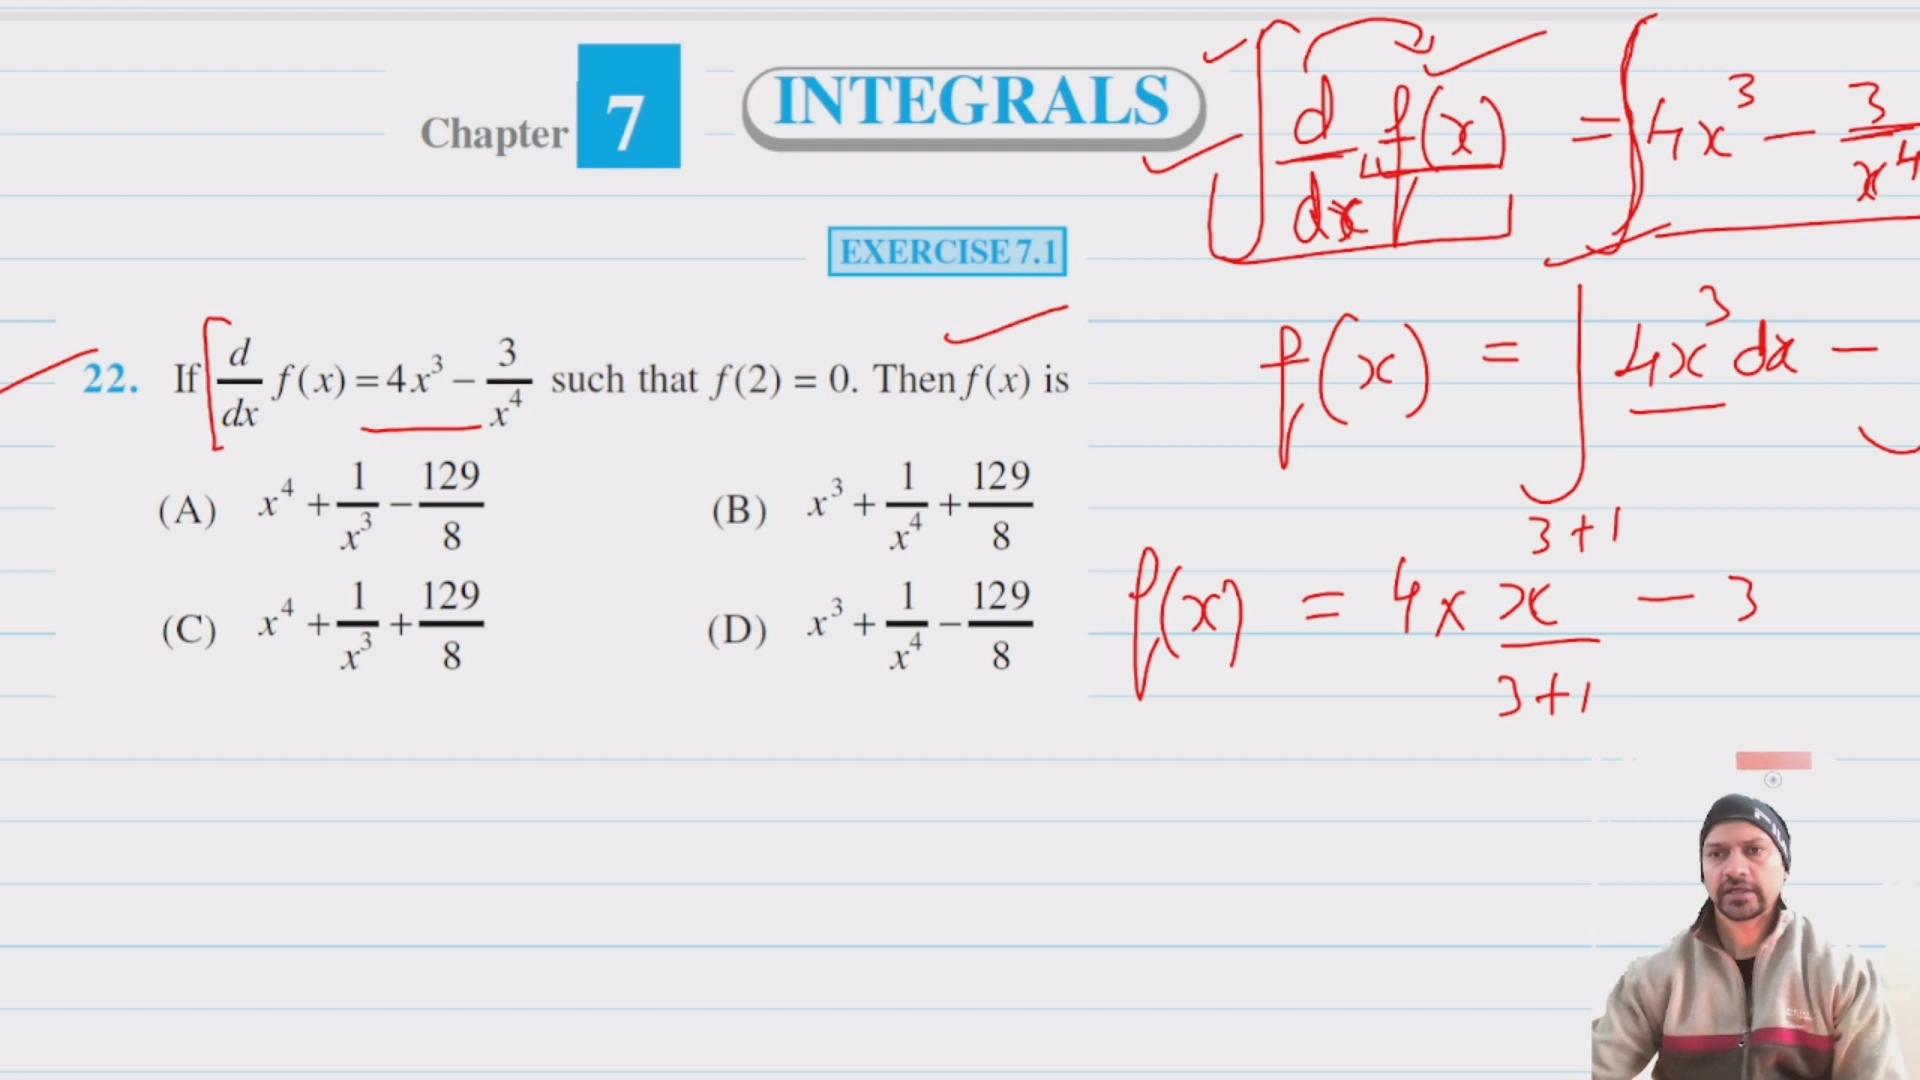 Chapter 7 INTEGRALS
EXERCISE 7.1
22. If d/dx f(x) = 4x³ − 3/x⁴ such that f(2) = 0. Then f(x) is
(A) x⁴ + 1/x³ − 129/8
(B) x³ + 1/x⁴ + 129/8
(C) x⁴ + 1/x³ + 129/8
(D) x³ + 1/x⁴ − 129/8
∫ d/dx f(x) = ∫ 4x³ − 3/x⁴
f(x) = ∫ 4x³ dx −
f(x) = 4 × x³⁺¹/3+1 − 3